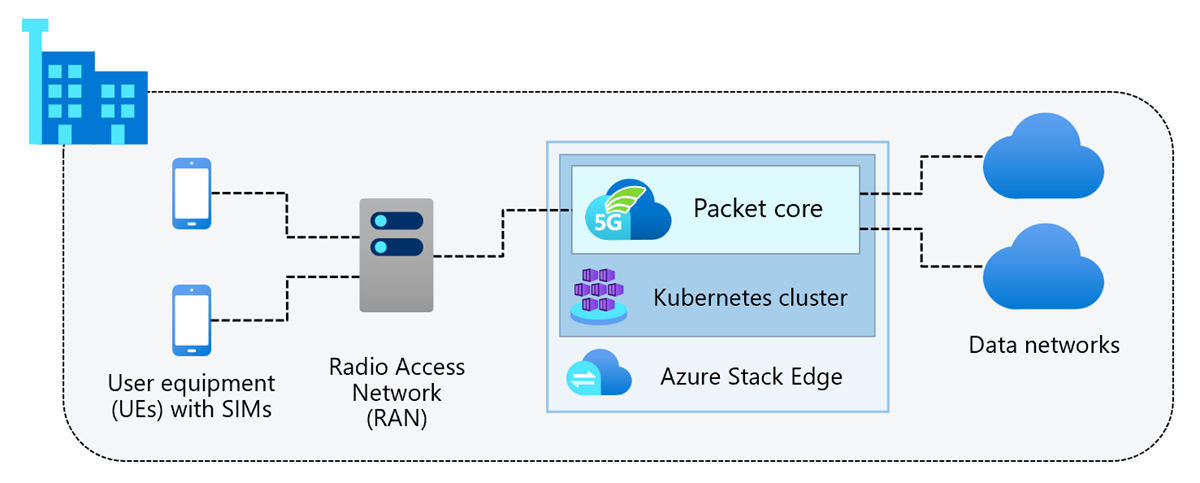 5G
Packet core
Kubernetes cluster
Azure Stack Edge
User equipment
(UEs) with SIMs
Radio Access
Network
(RAN)
Data networks